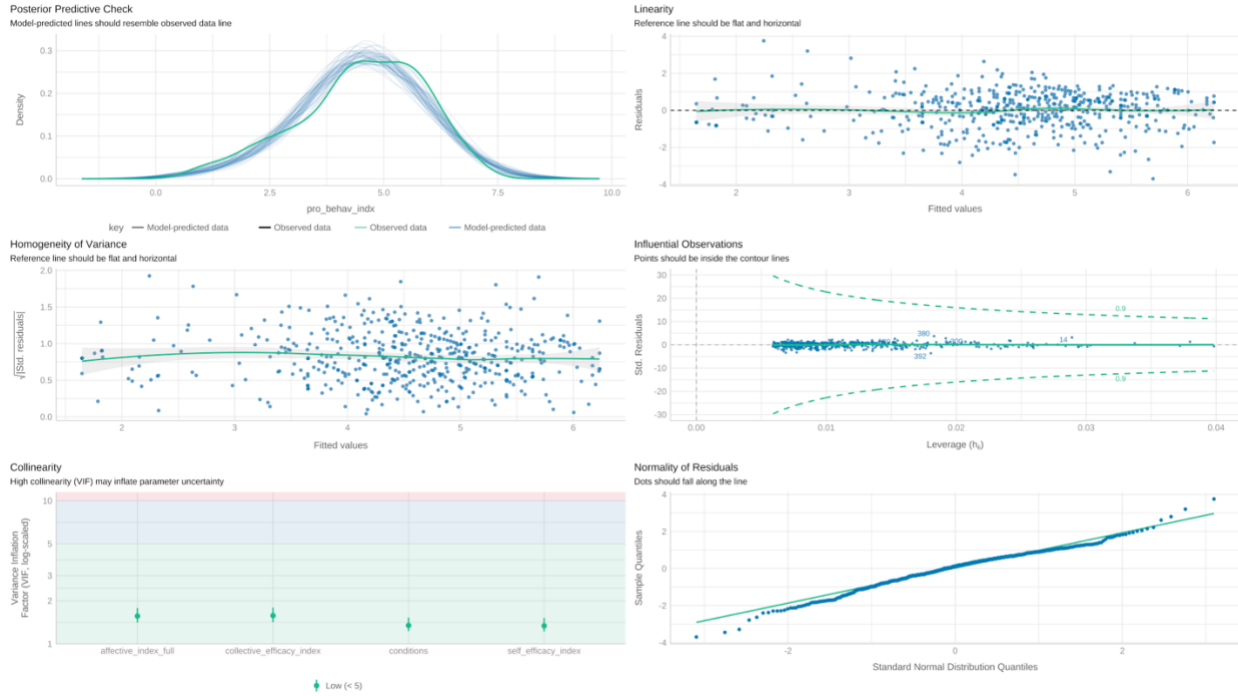 Posterior Predictive Check
Model-predicted lines should resemble observed data line
0.3
0.2
0.1
0.0
Density
0.0 2.5 5.0 7.5 10.0
pro_behav_indx
key Model-predicted data Observed data Observed data Model-predicted data
Linearity
Reference line should be flat and horizontal
4
2
0
-2
-4
Residuals
2 3 4 5 6
Fitted values
Homogeneity of Variance
Reference line should be flat and horizontal
2.0
1.5
1.0
0.5
0.0
√|Std. residuals|
2 3 4 5 6
Fitted values
Influential Observations
Points should be inside the contour lines
30
20
10
0
-10
-20
-30
Std. Residuals
0.9
380
14
392
0.9
0.00 0.01 0.02 0.03 0.04
Leverage (hᵢᵢ)
Collinearity
High collinearity (VIF) may inflate parameter uncertainty
10
5
3
2
1
Variance Inflation
Factor (VIF, log-scaled)
affective_index_full collective_efficacy_index conditions self_efficacy_index
Low (< 5)
Normality of Residuals
Dots should fall along the line
4
2
0
-2
-4
Sample Quantiles
-2 0 2
Standard Normal Distribution Quantiles